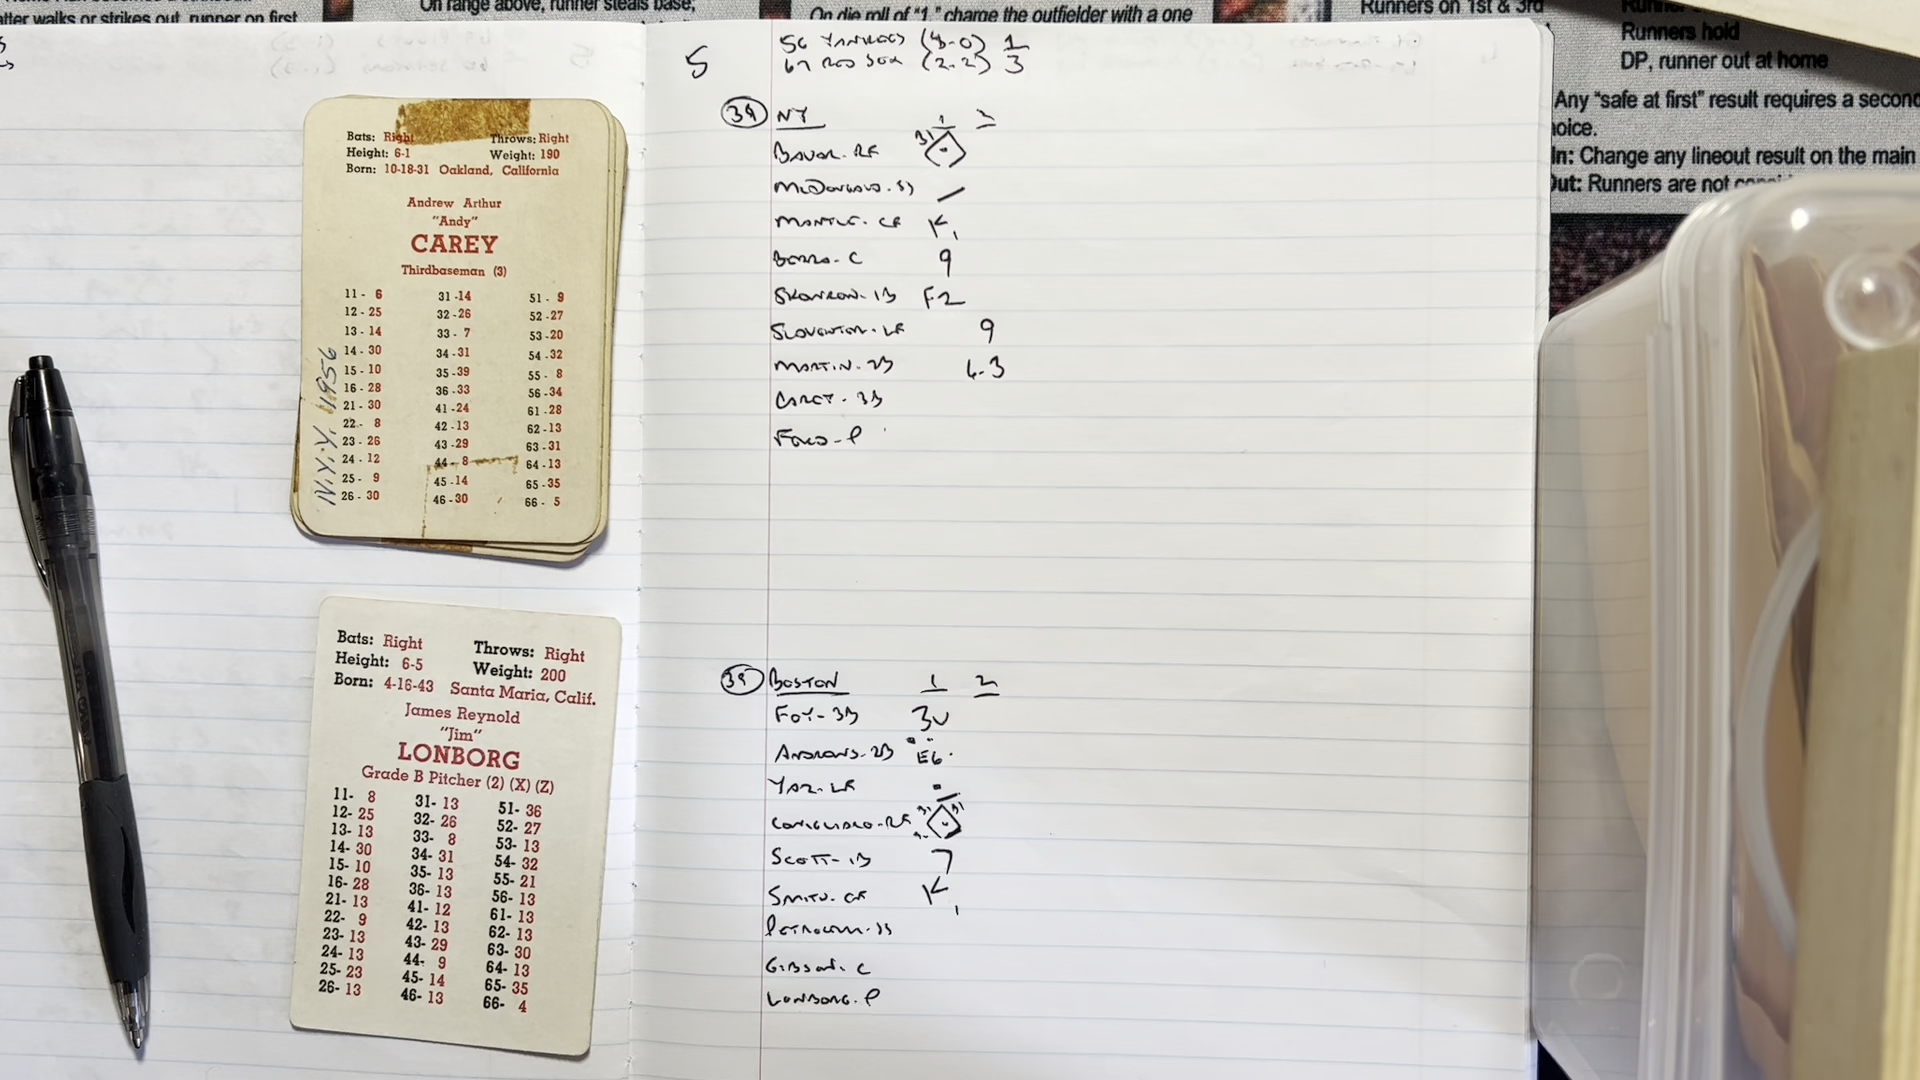 On range above, runner steals base,
On die roll of "1," charge the outfielder with a one
Runners on 1st & 3rd
Runners hold
DP, runner out at home
Any "safe at first" result requires a second
In: Change any lineout result on the main
Out: Runners are not
Bats: Right Throws: Right
Height: 6-1 Weight: 190
Born: 10-18-31 Oakland, California
Andrew Arthur
"Andy"
CAREY
Thirdbaseman (3)
11- 6 31-14 51- 9
12-25 32-26 52-27
13-14 33- 7 53-20
14-30 34-31 54-32
15-10 35-39 55- 8
16-28 36-33 56-34
21-30 41-24 61-28
22- 8 42-13 62-13
23-26 43-29 63-31
24-12 44- 8 64-13
25- 9 45-14 65-35
26-30 46-30 66- 5
N.Y.Y. 1956
Bats: Right Throws: Right
Height: 6-5 Weight: 200
Born: 4-16-43 Santa Maria, Calif.
James Reynold
"Jim"
LONBORG
Grade B Pitcher (2) (X) (Z)
11- 8 31- 13 51- 36
12- 25 32- 26 52- 27
13- 13 33- 8 53- 13
14- 30 34- 31 54- 32
15- 10 35- 13 55- 21
16- 28 36- 13 56- 13
21- 13 41- 12 61- 13
22- 9 42- 13 62- 13
23- 13 43- 29 63- 30
24- 13 44- 9 64- 13
25- 23 45- 14 65- 35
26- 13 46- 13 66- 4
5
56 YANKEES (4-0) 1
67 RED SOX (2-2) 3
39 NY 1 2
BAUER-RF
McDOUGALD-SS
MANTLE-CF K
BERRA-C 9
SKOWRON-1B F2
SLAUGHTER-LF 9
MARTIN-2B 6-3
CAREY-3B
FORD-P
39 BOSTON 1 2
FOY-3B 3U
ANDREWS-2B E6
YAZ-LF
CONIGLIARO-RF
SCOTT-1B 7
SMITH-CF K
PETROCELLI-SS
GIBSON-C
LONBORG-P